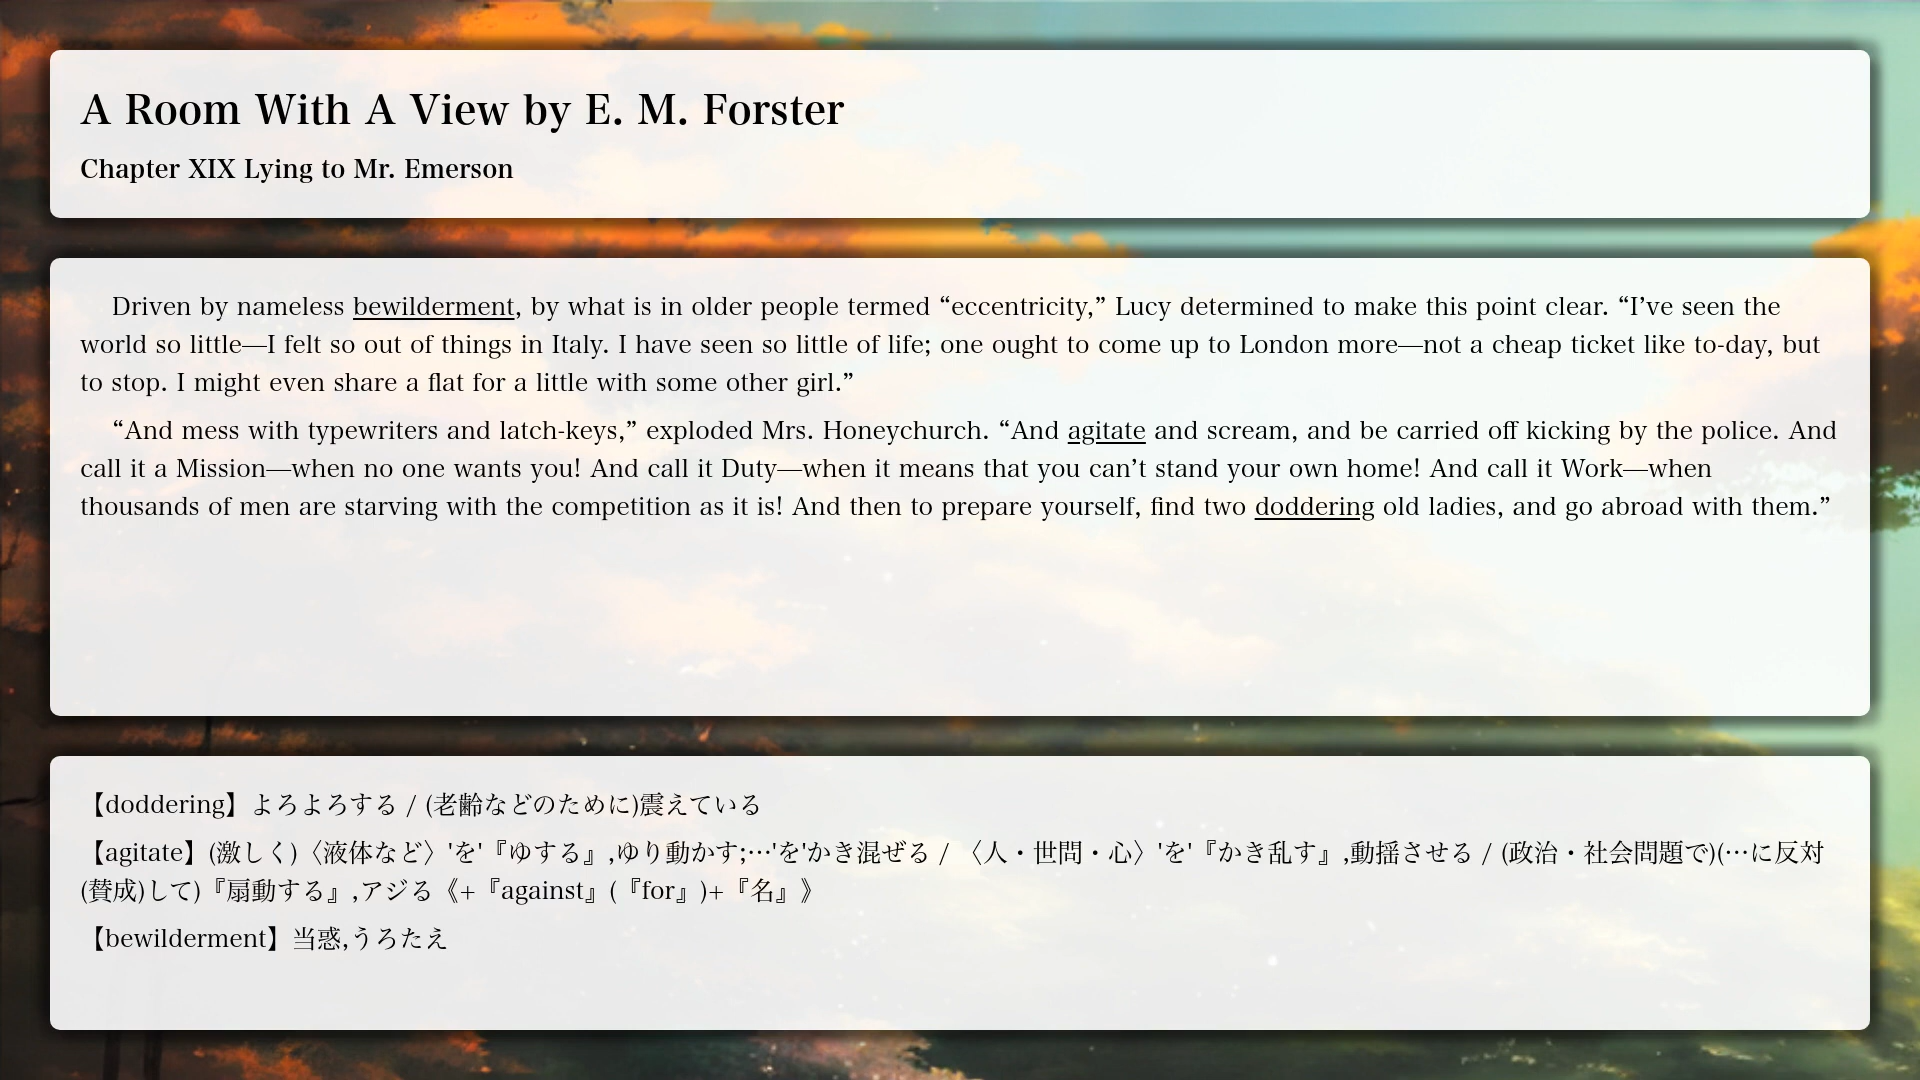 A Room With A View by E. M. Forster
Chapter XIX Lying to Mr. Emerson
Driven by nameless bewilderment, by what is in older people termed “eccentricity,” Lucy determined to make this point clear. “I’ve seen the
world so little—I felt so out of things in Italy. I have seen so little of life; one ought to come up to London more—not a cheap ticket like to-day, but
to stop. I might even share a flat for a little with some other girl.”
“And mess with typewriters and latch-keys,” exploded Mrs. Honeychurch. “And agitate and scream, and be carried off kicking by the police. And
call it a Mission—when no one wants you! And call it Duty—when it means that you can’t stand your own home! And call it Work—when
thousands of men are starving with the competition as it is! And then to prepare yourself, find two doddering old ladies, and go abroad with them.”
【doddering】よろよろする / (老齢などのために)震えている
【agitate】(激しく)〈液体など〉'を'『ゆする』,ゆり動かす;…'を'かき混ぜる / 〈人・世問・心〉'を'『かき乱す』,動揺させる / (政治・社会問題で)(…に反対
(賛成)して)『扇動する』,アジる《+『against』(『for』)+『名』》
【bewilderment】当惑,うろたえ